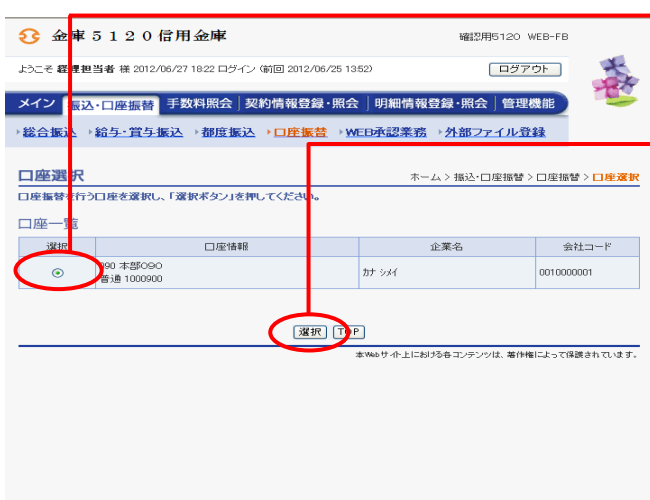 金庫5120信用金庫
確認用5120 WEB-FB
ようこそ 経理担当者 様 2012/06/27 18:22 ログイン (前回 2012/06/25 13:52)
ログアウト
メイン 振込・口座振替 手数料照会 契約情報登録・照会 明細情報登録・照会 管理機能
総合振込 給与・賞与振込 都度振込 口座振替 WEB承認業務 外部ファイル登録
口座選択
ホーム > 振込・口座振替 > 口座振替 > 口座選択
口座振替を行う口座を選択し、「選択ボタン」を押してください。
口座一覧
選択 口座情報 企業名 会社コード
090 本部090
普通 1000900
カナ シメイ
0010000001
選択 TOP
本Webサイト上における各コンテンツは、著作権によって保護されています。